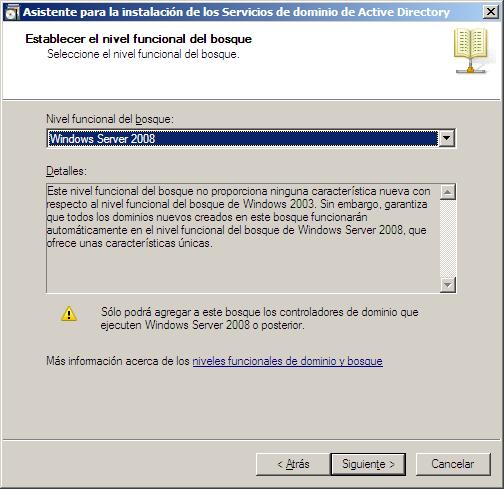 Asistente para la instalación de los Servicios de dominio de Active Directory
Establecer el nivel funcional del bosque
Seleccione el nivel funcional del bosque.
Nivel funcional del bosque:
Windows Server 2008
Detalles:
Este nivel funcional del bosque no proporciona ninguna característica nueva con
respecto al nivel funcional del bosque de Windows 2003. Sin embargo, garantiza
que todos los dominios nuevos creados en este bosque funcionarán
automáticamente en el nivel funcional del bosque de Windows Server 2008, que
ofrece unas características únicas.
Sólo podrá agregar a este bosque los controladores de dominio que
ejecuten Windows Server 2008 o posterior.
Más información acerca de los niveles funcionales de dominio y bosque
< Atrás
Siguiente >
Cancelar